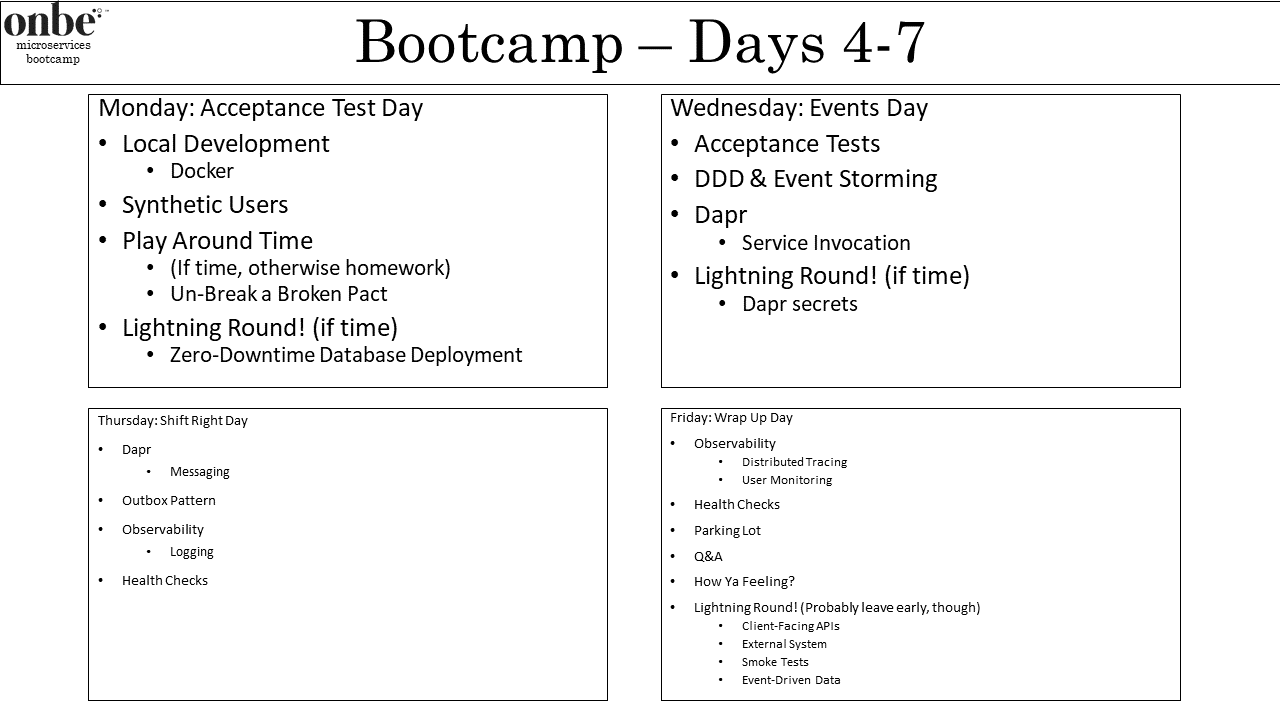 onbe
microservices
bootcamp
Bootcamp – Days 4-7
Monday: Acceptance Test Day
• Local Development
• Docker
• Synthetic Users
• Play Around Time
• (If time, otherwise homework)
• Un-Break a Broken Pact
• Lightning Round! (if time)
• Zero-Downtime Database Deployment
Wednesday: Events Day
• Acceptance Tests
• DDD & Event Storming
• Dapr
• Service Invocation
• Lightning Round! (if time)
• Dapr secrets
Thursday: Shift Right Day
• Dapr
• Messaging
• Outbox Pattern
• Observability
• Logging
• Health Checks
Friday: Wrap Up Day
• Observability
• Distributed Tracing
• User Monitoring
• Health Checks
• Parking Lot
• Q&A
• How Ya Feeling?
• Lightning Round! (Probably leave early, though)
• Client-Facing APIs
• External System
• Smoke Tests
• Event-Driven Data